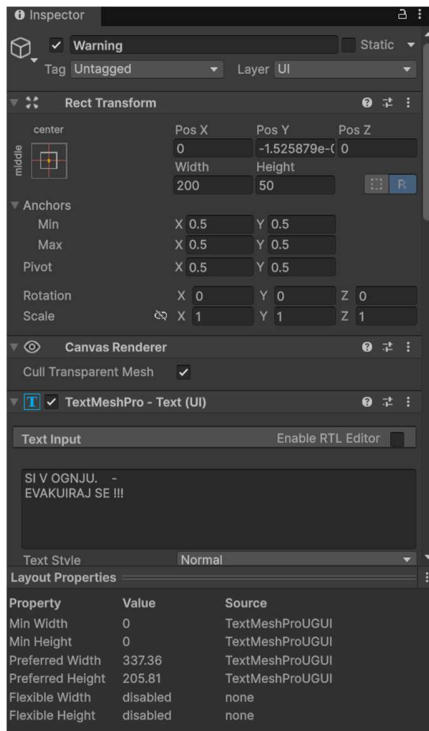 Inspector
Warning
Static
Tag Untagged Layer UI
Rect Transform
center
middle
Pos X Pos Y Pos Z
0 -1.525879e-( 0
Width Height
200 50
R
Anchors
Min X 0.5 Y 0.5
Max X 0.5 Y 0.5
Pivot X 0.5 Y 0.5
Rotation X 0 Y 0 Z 0
Scale X 1 Y 1 Z 1
Canvas Renderer
Cull Transparent Mesh
T TextMeshPro - Text (UI)
Text Input Enable RTL Editor
SI V OGNJU. -
EVAKUIRAJ SE !!!
Text Style Normal
Layout Properties
Property Value Source
Min Width 0 TextMeshProUGUI
Min Height 0 TextMeshProUGUI
Preferred Width 337.36 TextMeshProUGUI
Preferred Height 205.81 TextMeshProUGUI
Flexible Width disabled none
Flexible Height disabled none